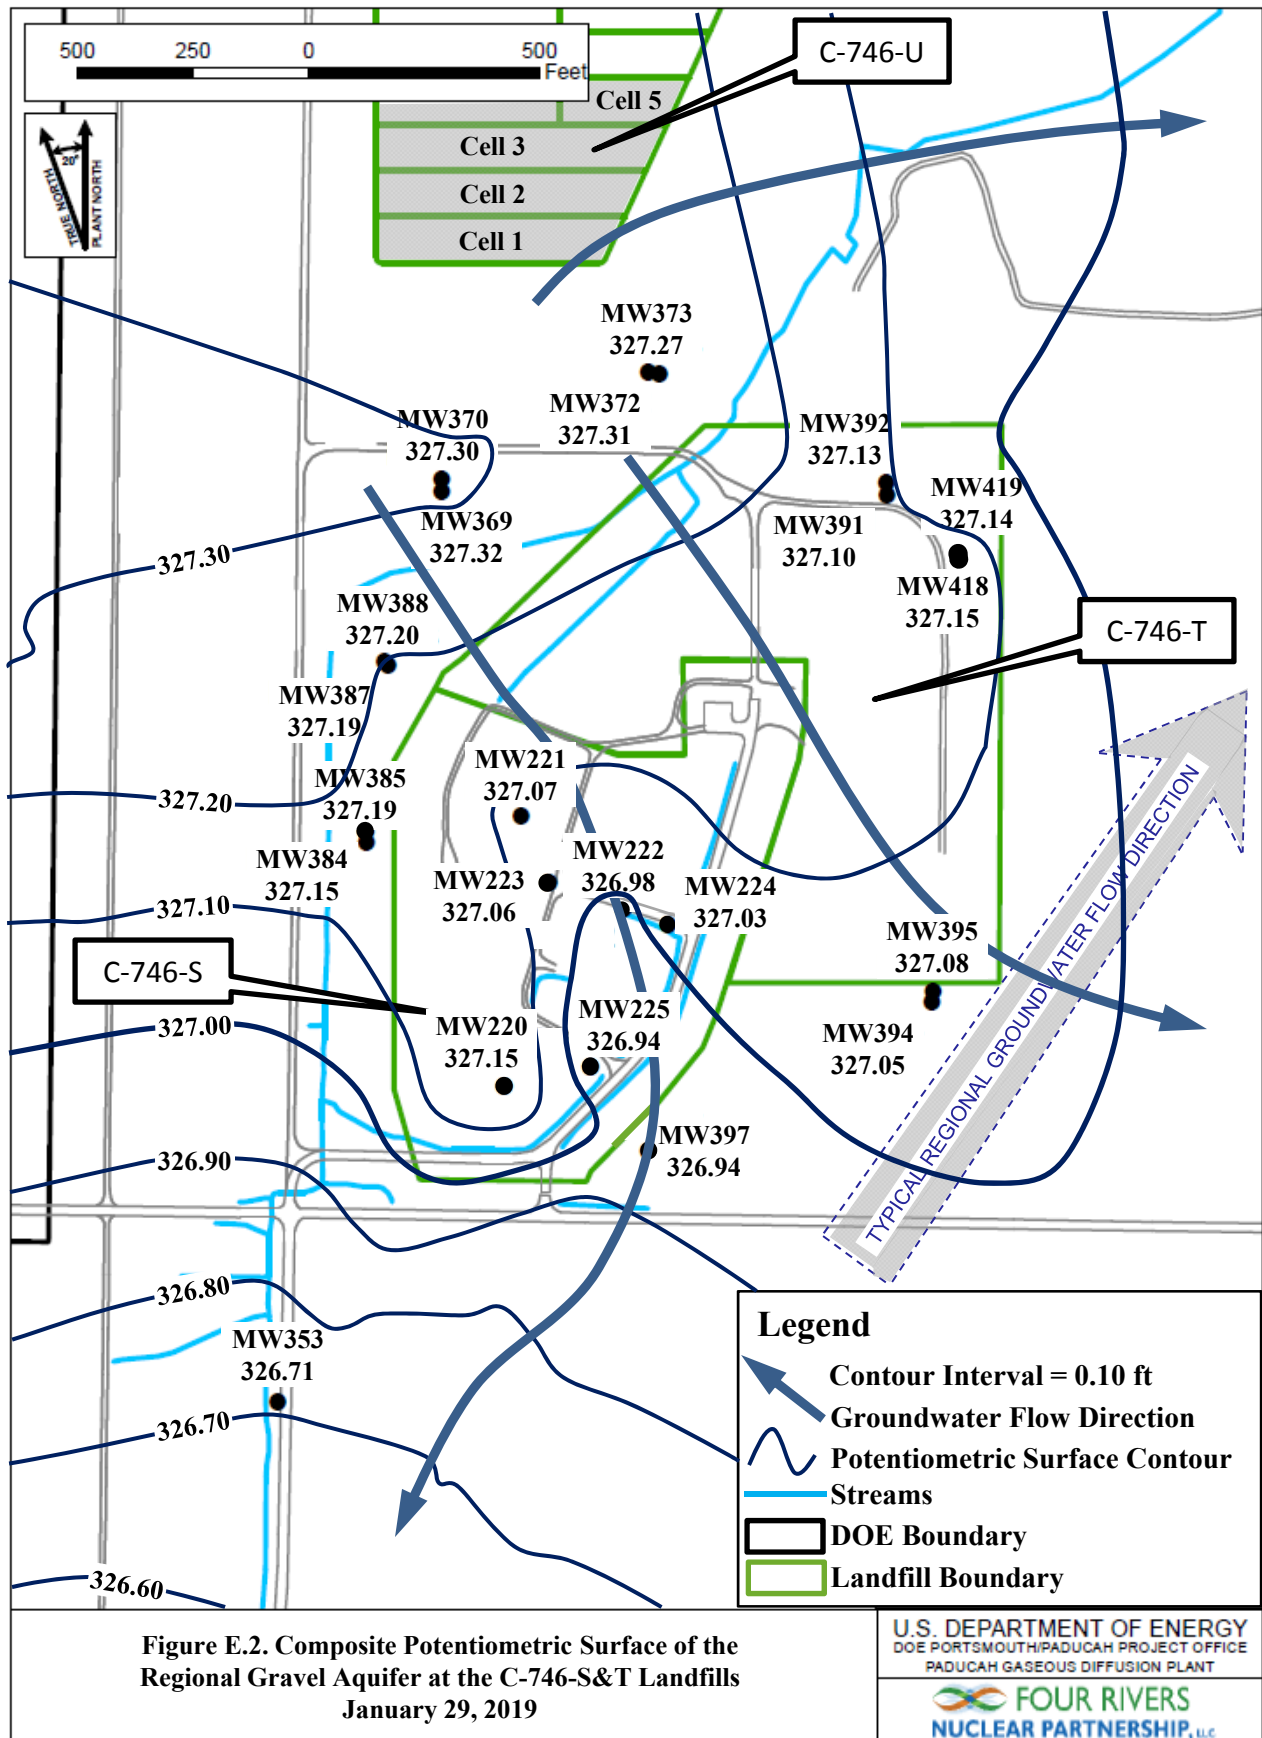 500 250 0 500
Feet
C-746-U
Cell 5
Cell 3
Cell 2
Cell 1
20°
TRUE NORTH
PLANT NORTH
MW373
327.27
MW372
327.31
MW370
327.30
MW369
327.32
MW392
327.13
MW391
327.10
MW419
327.14
MW418
327.15
327.30
MW388
327.20
MW387
327.19
C-746-T
MW385
327.19
MW384
327.15
327.20
MW221
327.07
MW222
326.98
MW223
327.06
MW224
327.03
327.10
C-746-S
MW395
327.08
MW394
327.05
327.00
MW220
327.15
MW225
326.94
MW397
326.94
TYPICAL REGIONAL GROUNDWATER FLOW DIRECTION
326.90
326.80
MW353
326.71
326.70
326.60
Legend
Contour Interval = 0.10 ft
Groundwater Flow Direction
Potentiometric Surface Contour
Streams
DOE Boundary
Landfill Boundary
Figure E.2. Composite Potentiometric Surface of the
Regional Gravel Aquifer at the C-746-S&T Landfills
January 29, 2019
U.S. DEPARTMENT OF ENERGY
DOE PORTSMOUTH/PADUCAH PROJECT OFFICE
PADUCAH GASEOUS DIFFUSION PLANT
FOUR RIVERS
NUCLEAR PARTNERSHIP, LLC